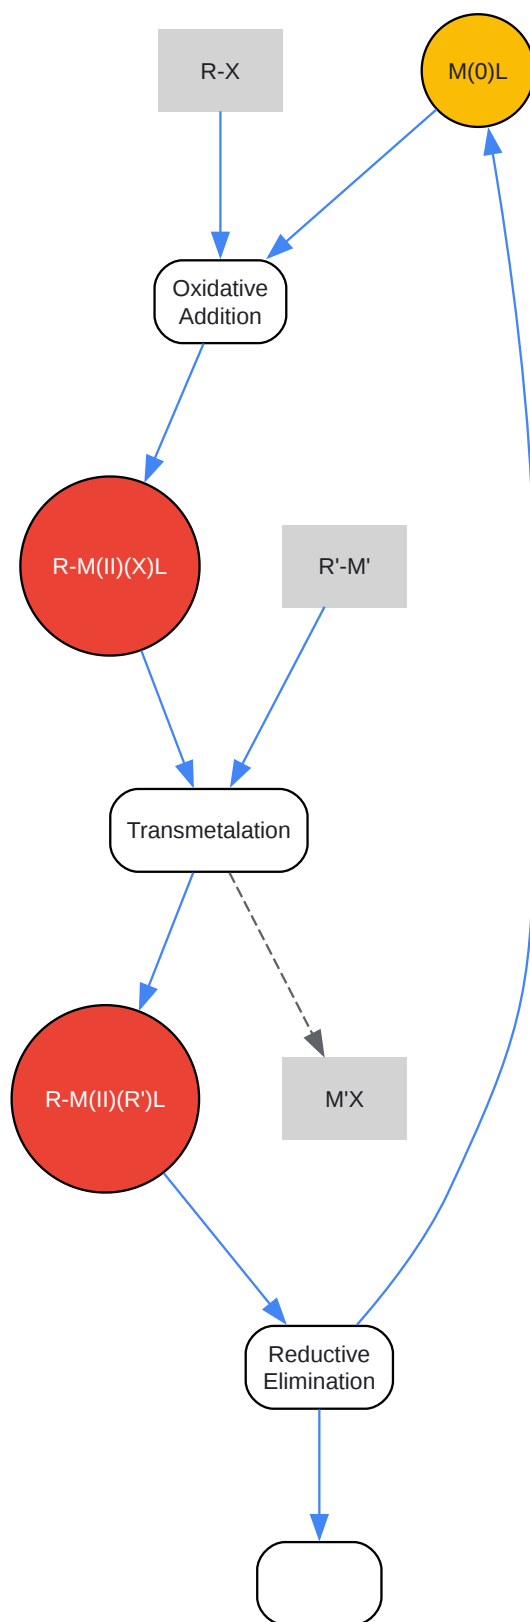 R-X
M(0)L
Oxidative
Addition
R-M(II)(X)L
R'-M'
Transmetalation
R-M(II)(R')L
M'X
Reductive
Elimination